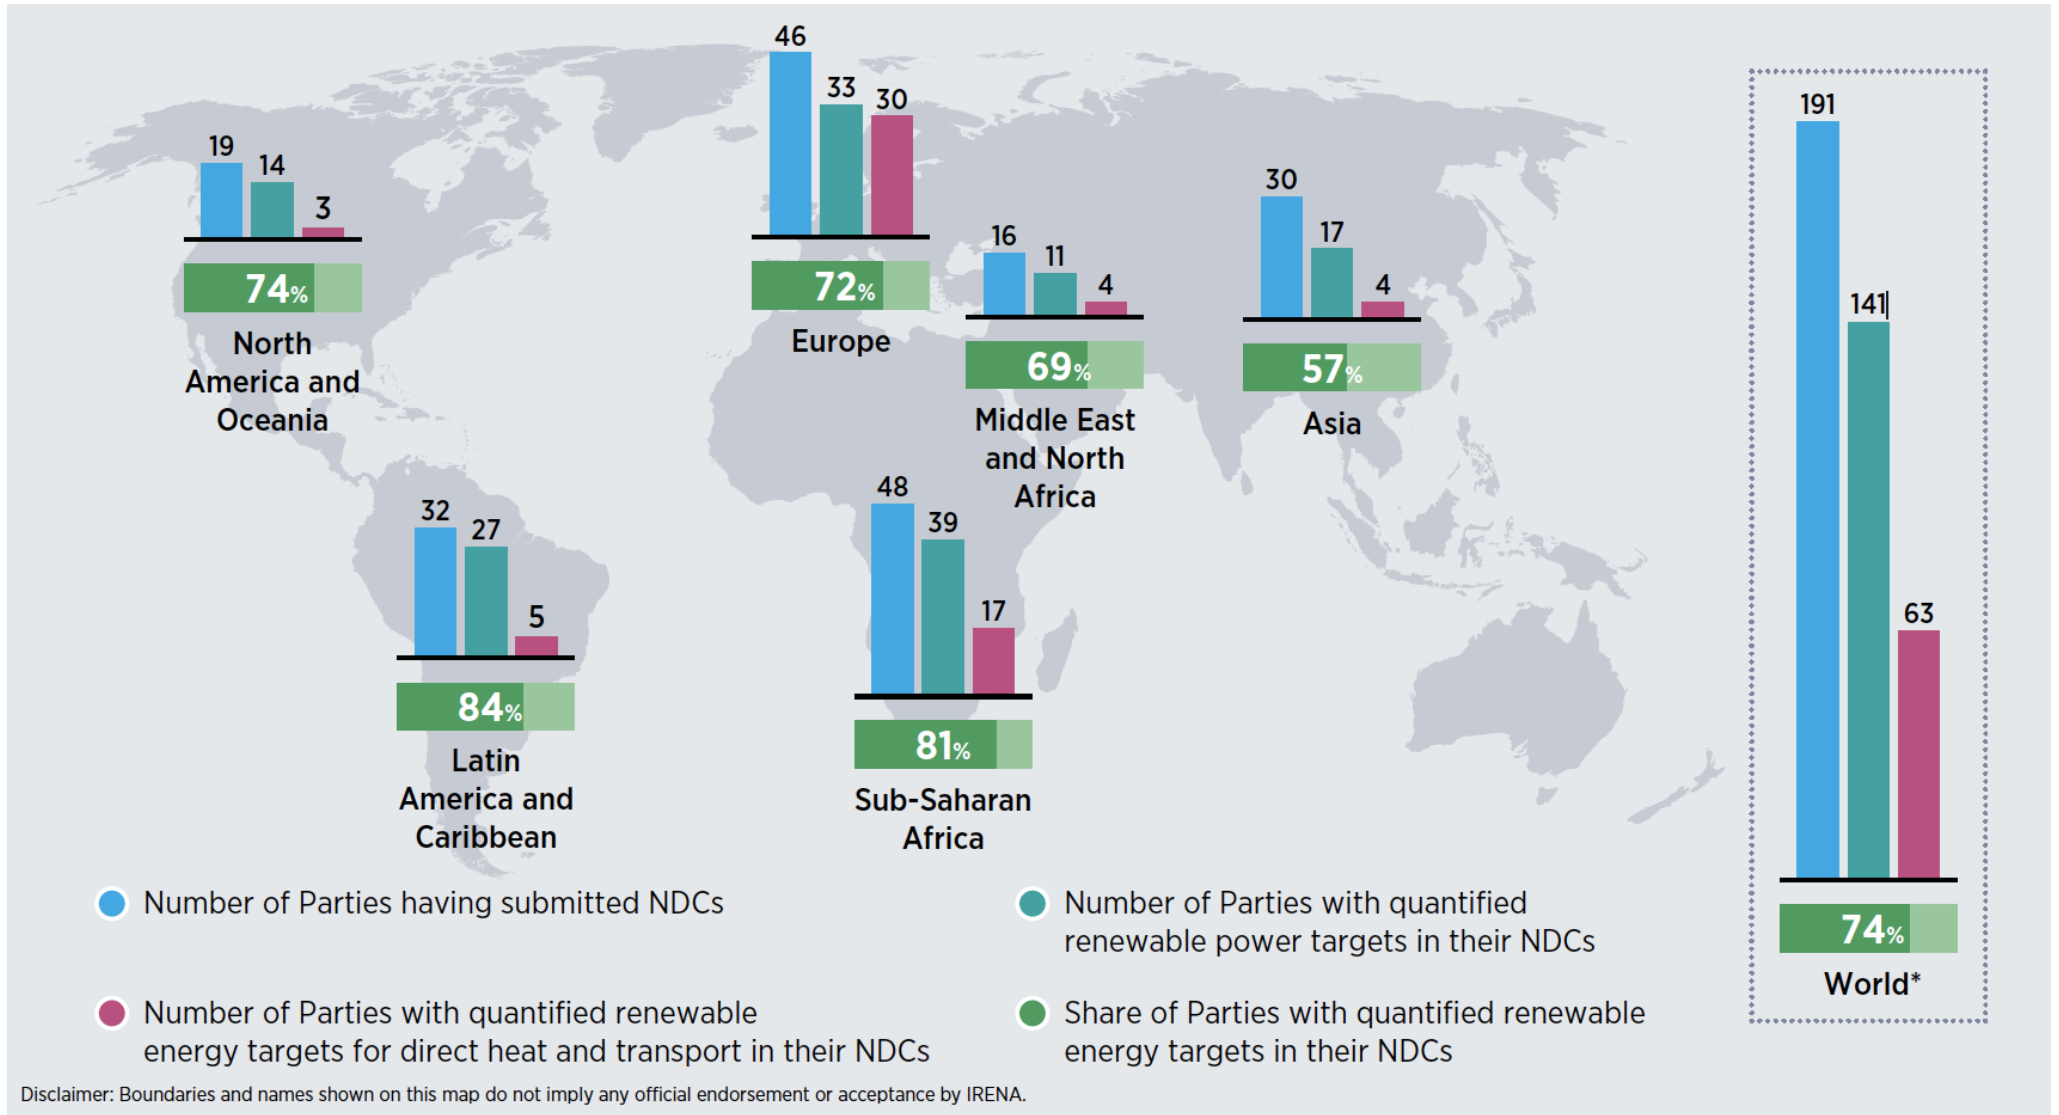 19
14
3
74%
North
America and
Oceania
46
33
30
72%
Europe
16
11
4
69%
Middle East
and North
Africa
30
17
4
57%
Asia
32
27
5
84%
Latin
America and
Caribbean
48
39
17
81%
Sub-Saharan
Africa
191
141
63
74%
World*
Number of Parties having submitted NDCs
Number of Parties with quantified
renewable power targets in their NDCs
Number of Parties with quantified renewable
energy targets for direct heat and transport in their NDCs
Share of Parties with quantified renewable
energy targets in their NDCs
Disclaimer: Boundaries and names shown on this map do not imply any official endorsement or acceptance by IRENA.